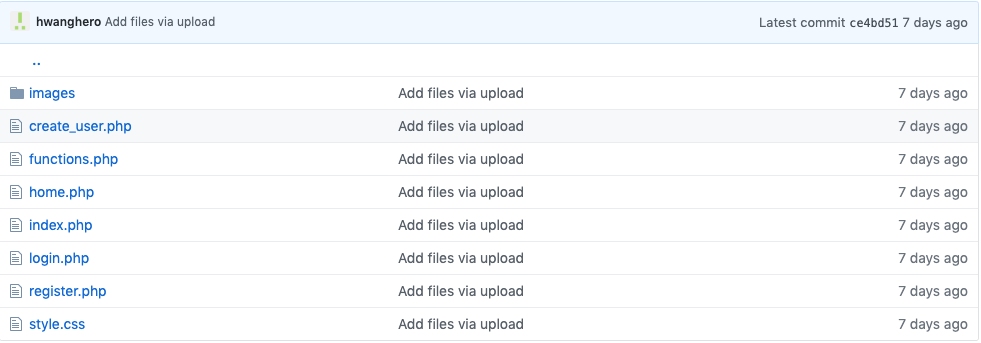 hwanghero Add files via upload Latest commit ce4bd51 7 days ago
..
images Add files via upload 7 days ago
create_user.php Add files via upload 7 days ago
functions.php Add files via upload 7 days ago
home.php Add files via upload 7 days ago
index.php Add files via upload 7 days ago
login.php Add files via upload 7 days ago
register.php Add files via upload 7 days ago
style.css Add files via upload 7 days ago